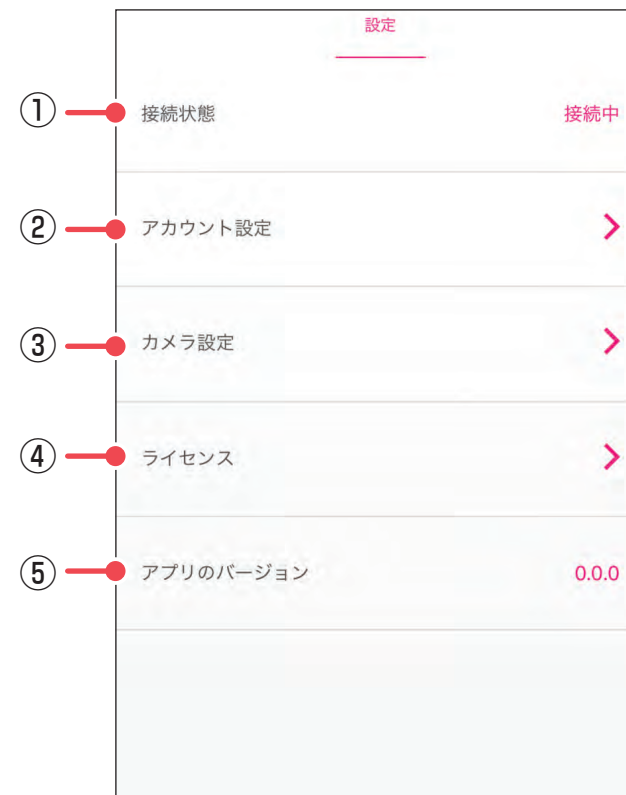 設定
① 接続状態 接続中
② アカウント設定
③ カメラ設定
④ ライセンス
⑤ アプリのバージョン 0.0.0